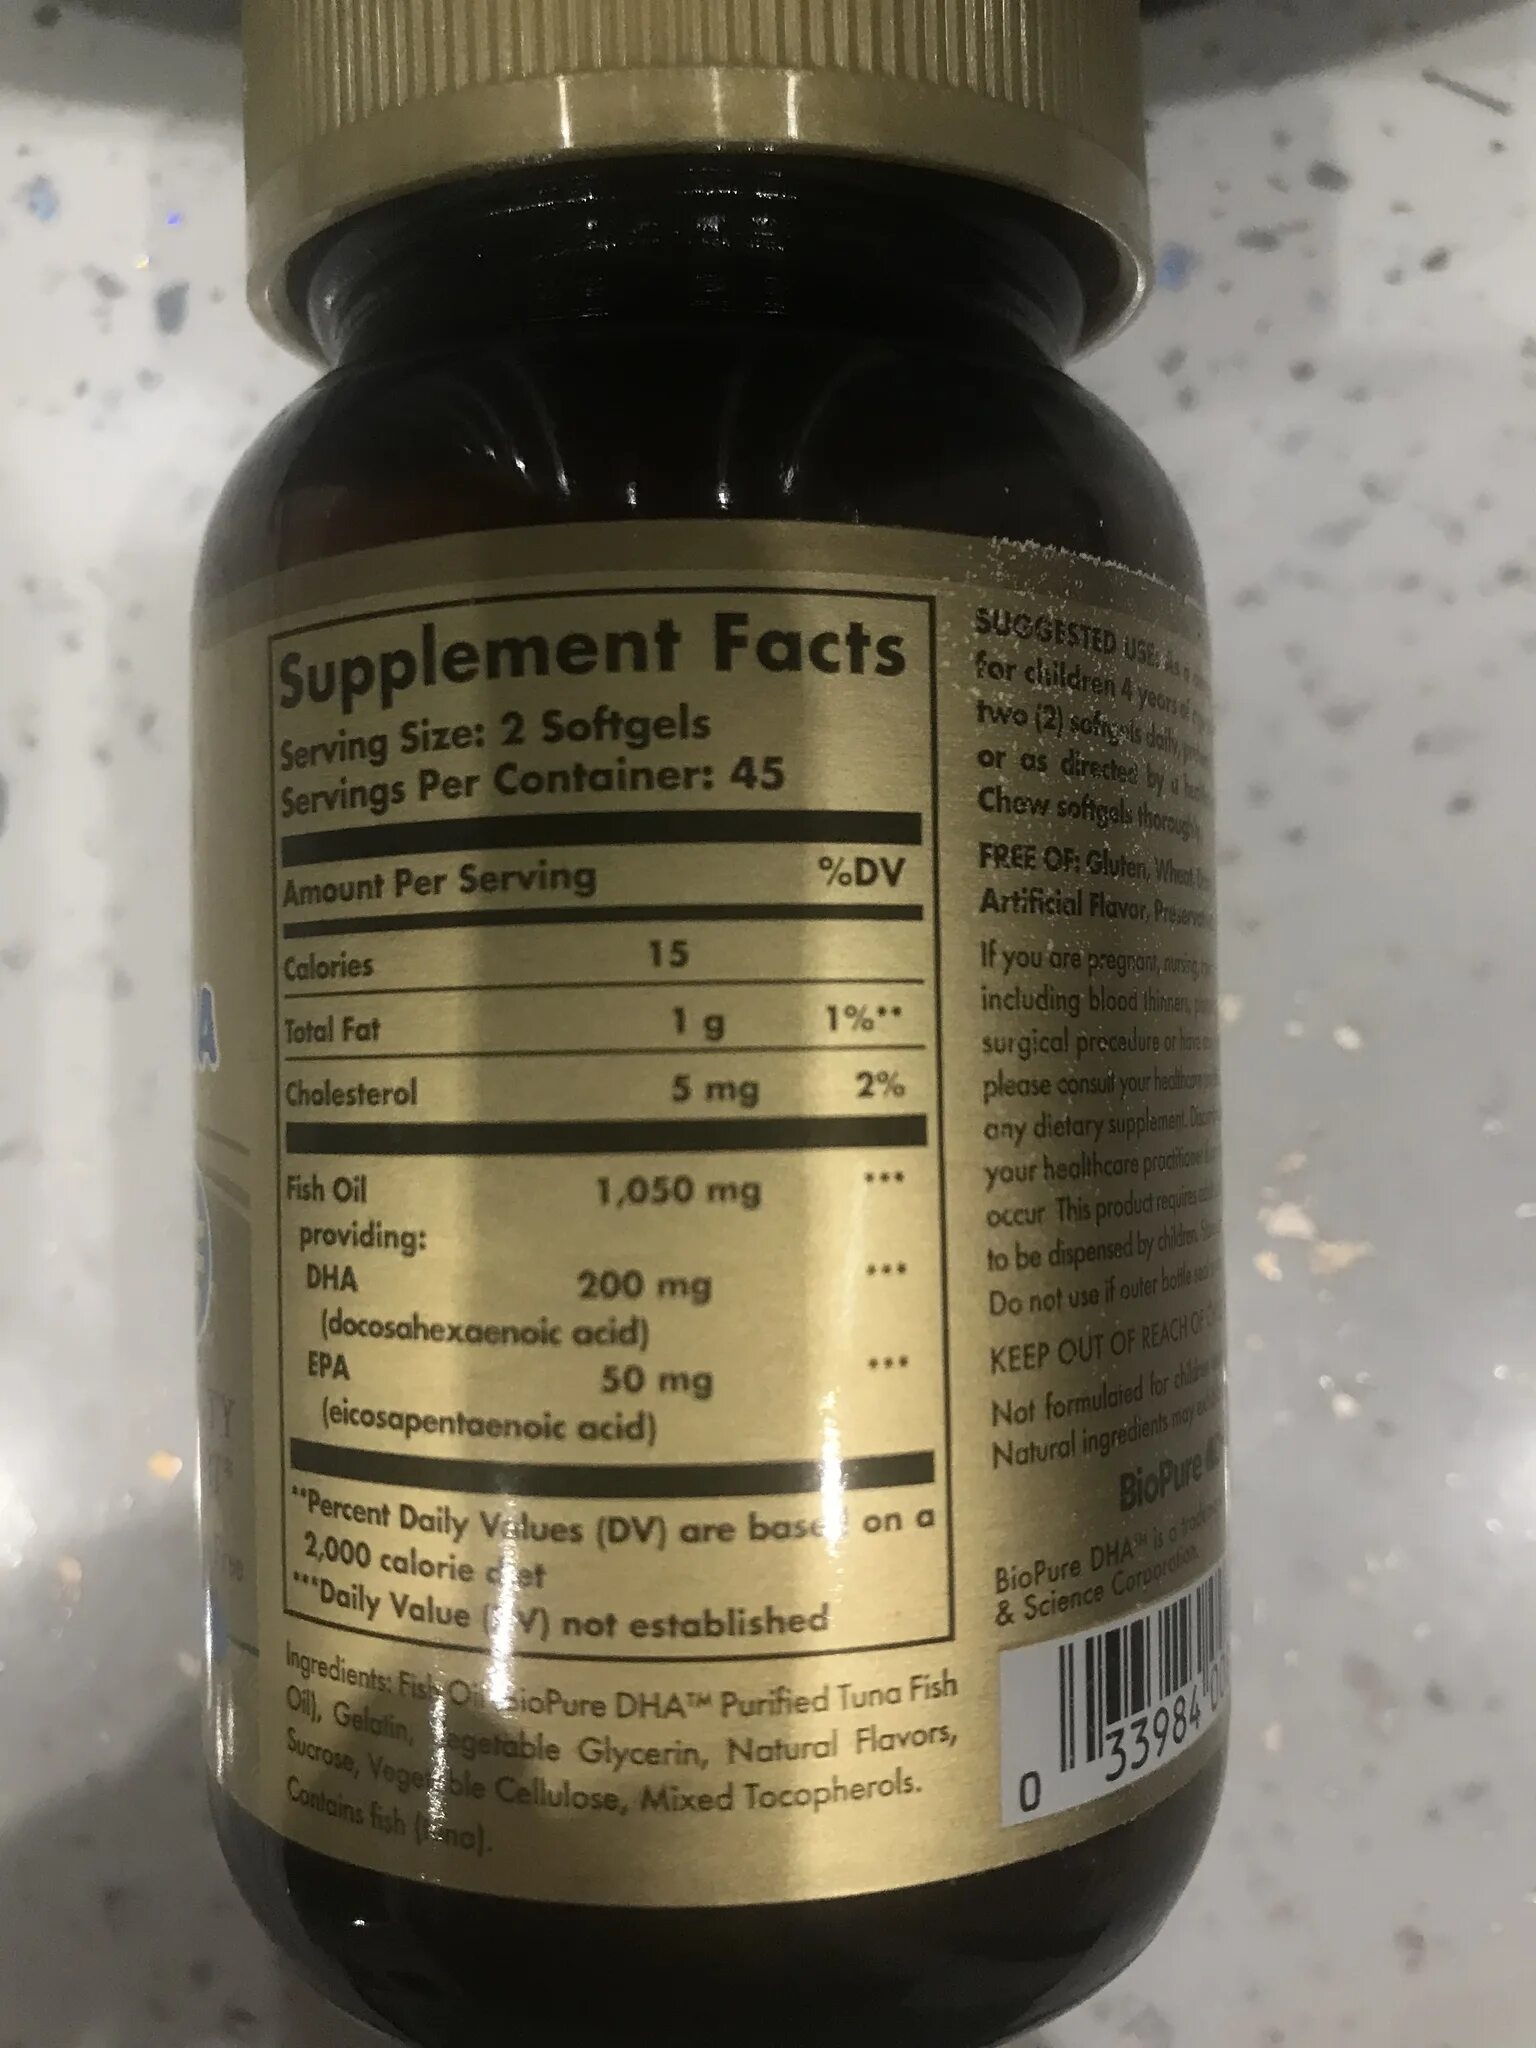 Supplement Facts
Serving Size: 2 Softgels
Servings Per Container: 45
Amount Per Serving %DV
Calories 15
Total Fat 1 g 1%**
Cholesterol 5 mg 2%
Fish Oil 1,050 mg ***
providing:
DHA 200 mg ***
(docosahexaenoic acid)
EPA 50 mg ***
(eicosapentaenoic acid)
**Percent Daily Values (DV) are based on a
2,000 calorie diet
***Daily Value (DV) not established
Ingredients: Fish Oil BioPure DHA™ Purified Tuna Fish
Oil), Gelatin, Vegetable Glycerin, Natural Flavors,
Sucrose, Vegetable Cellulose, Mixed Tocopherols.
Contains fish (tuna).
SUGGESTED USE: As a
for children 4 years of
two (2) softgels daily,
or as directed by a
Chew softgels thoroughly
FREE OF: Gluten, Wheat,
Artificial Flavor,
If you are pregnant, nursing,
including blood thinners,
surgical procedure or have
please consult your healthcare
any dietary supplement.
your healthcare practitioner
occur This product requires
to be dispensed by children.
Do not use if outer bottle seal
KEEP OUT OF REACH OF
Not formulated for children
Natural ingredients may
BioPure
BioPure DHA™ is a
& Science Corporation.
0 33984